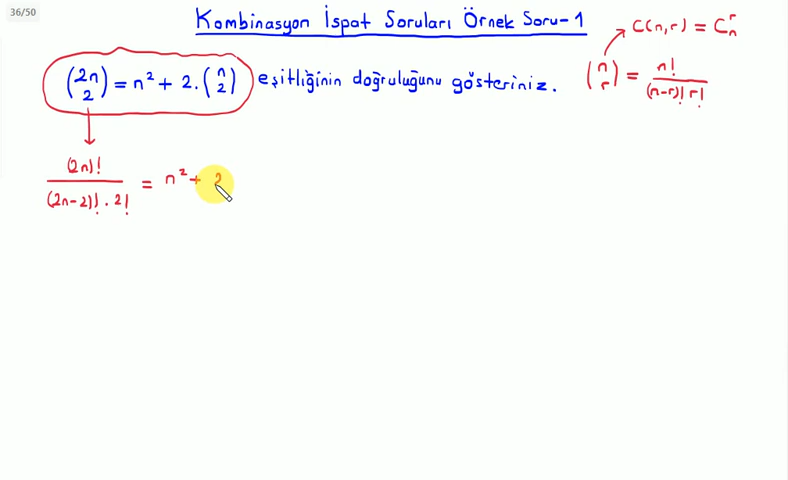 36/50
Kombinasyon İspat Soruları Örnek Soru-1
C(n,r) = Cₙʳ
(2n 2) = n² + 2.(n 2) eşitliğinin doğruluğunu gösteriniz.
(n r) = n! / (n-r)! r!
(2n)! / (2n-2)! . 2! = n² + 2